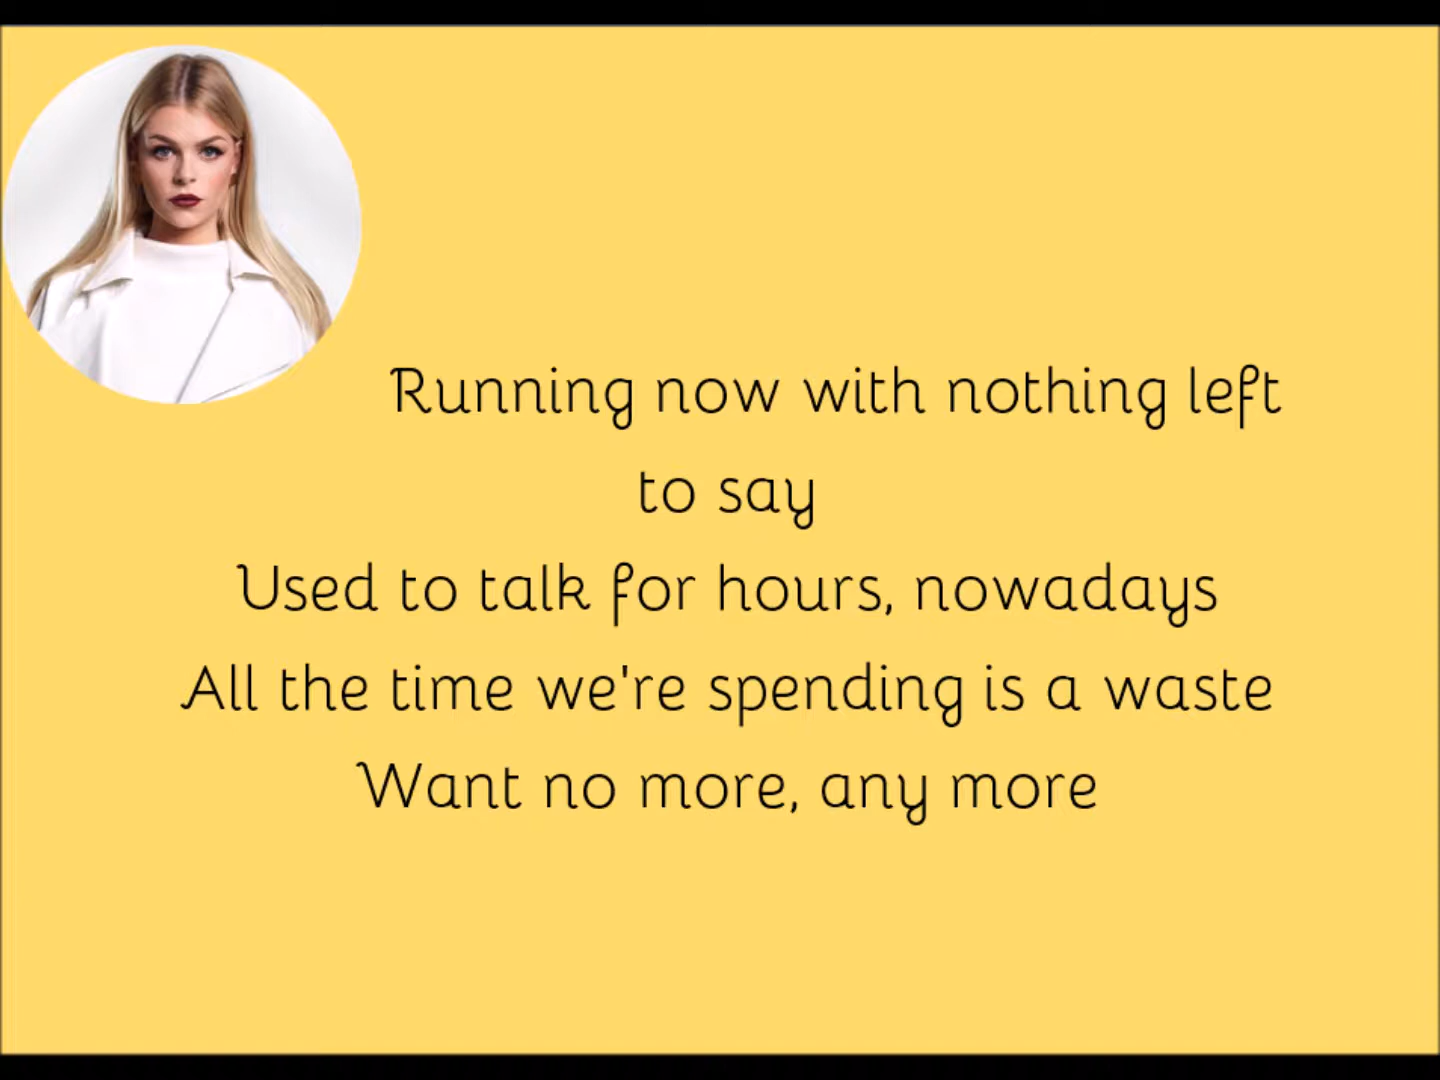 Running now with nothing left
to say
Used to talk for hours, nowadays
All the time we're spending is a waste
Want no more, any more